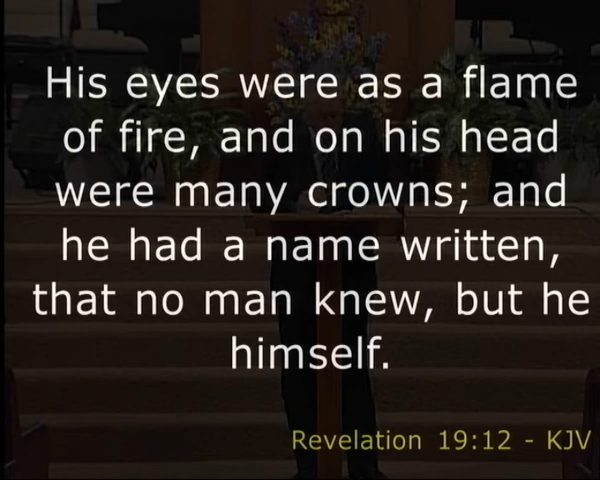 His eyes were as a flame
of fire, and on his head
were many crowns; and
he had a name written,
that no man knew, but he
himself.
Revelation 19:12 - KJV